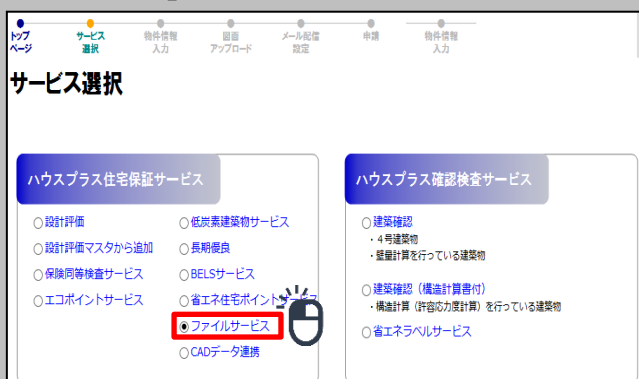 トップ
ページ
サービス
選択
物件情報
入力
図面
アップロード
メール配信
設定
申請
物件情報
入力
サービス選択
ハウスプラス住宅保証サービス
○設計評価
○設計評価マスタから追加
○保険同等検査サービス
○エコポイントサービス
○低炭素建築物サービス
○長期優良
○BELSサービス
○省エネ住宅ポイントサービス
◉ファイルサービス
○CADデータ連携
ハウスプラス確認検査サービス
○建築確認
・4号建築物
・壁量計算を行っている建築物
○建築確認（構造計算書付）
・構造計算（許容応力度計算）を行っている建築物
○省エネラベルサービス